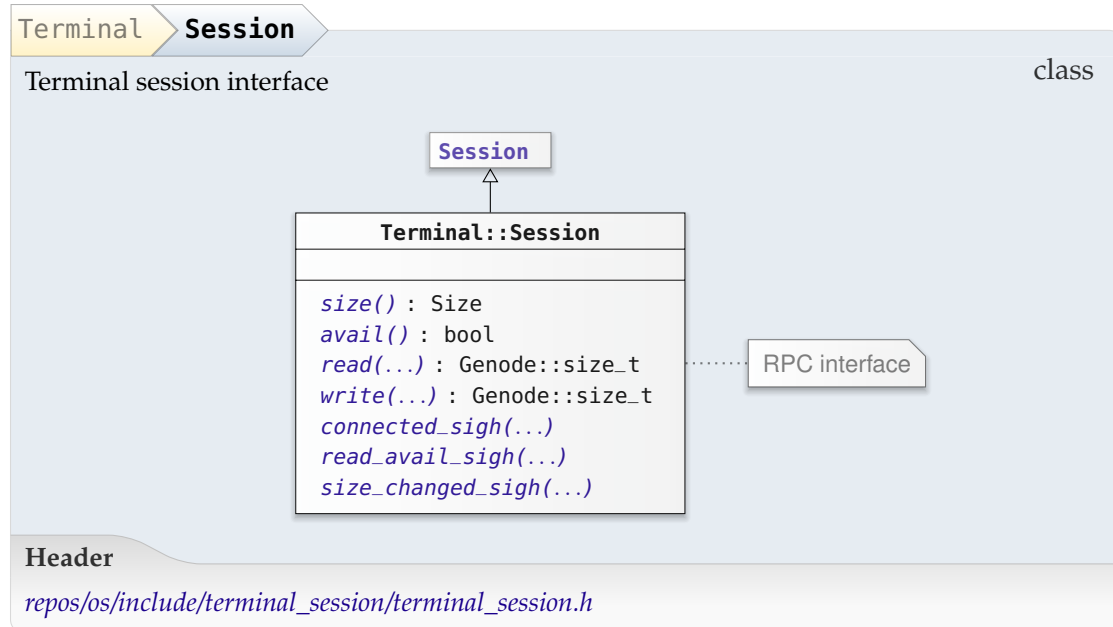 Terminal Session
Terminal session interface
class
Session
Terminal::Session
size() : Size
avail() : bool
read(...) : Genode::size_t
write(...) : Genode::size_t
connected_sigh(...)
read_avail_sigh(...)
size_changed_sigh(...)
RPC interface
Header
repos/os/include/terminal_session/terminal_session.h